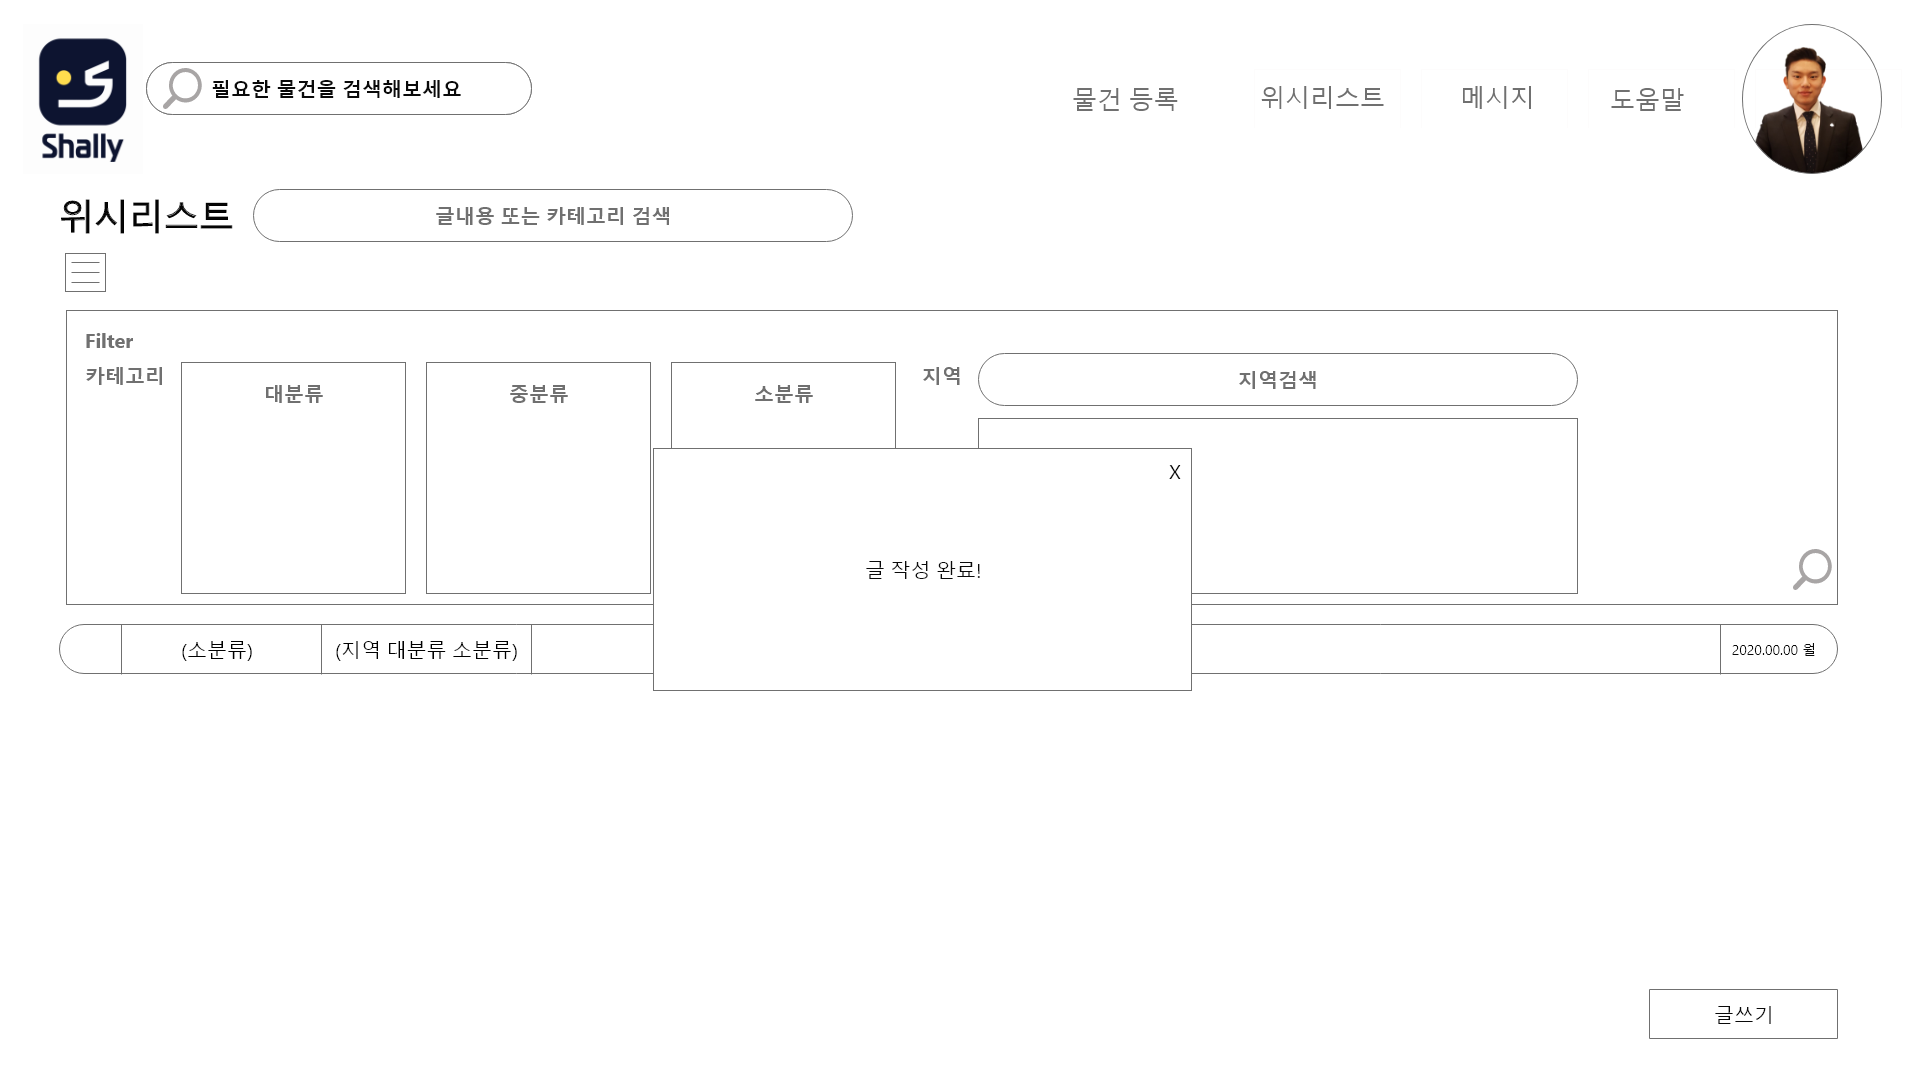 Shally
필요한 물건을 검색해보세요
물건 등록
위시리스트
메시지
도움말
위시리스트
글내용 또는 카테고리 검색
Filter
카테고리
대분류
중분류
소분류
지역
지역검색
X
글 작성 완료!
(소분류)
(지역 대분류 소분류)
2020.00.00 월
글쓰기